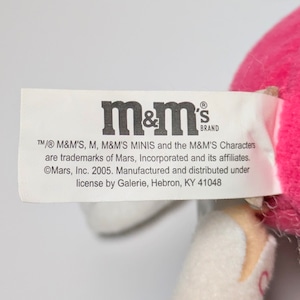 m&m's®
BRAND
™/® M&M'S, M, M&M'S MINIS and the M&M'S Characters
are trademarks of Mars, Incorporated and its affiliates.
©Mars, Inc. 2005. Manufactured and distributed under
license by Galerie, Hebron, KY 41048